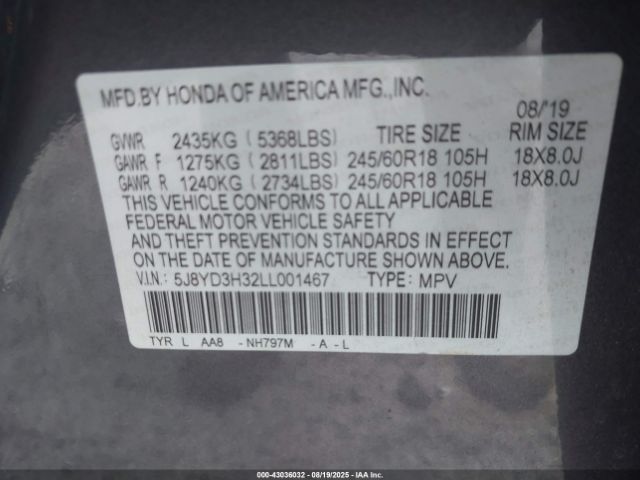 MFD.BY HONDA OF AMERICA MFG.,INC.
08/'19
GVWR 2435KG ( 5368LBS) TIRE SIZE RIM SIZE
GAWR F 1275KG ( 2811LBS) 245/60R18 105H 18X8.0J
GAWR R 1240KG ( 2734LBS) 245/60R18 105H 18X8.0J
THIS VEHICLE CONFORMS TO ALL APPLICABLE
FEDERAL MOTOR VEHICLE SAFETY
AND THEFT PREVENTION STANDARDS IN EFFECT
ON THE DATE OF MANUFACTURE SHOWN ABOVE.
V.I.N.: 5J8YD3H32LL001467 TYPE: MPV
TYR L AA8 - NH797M - A - L
000-43036032 - 08/19/2025 - IAA Inc.